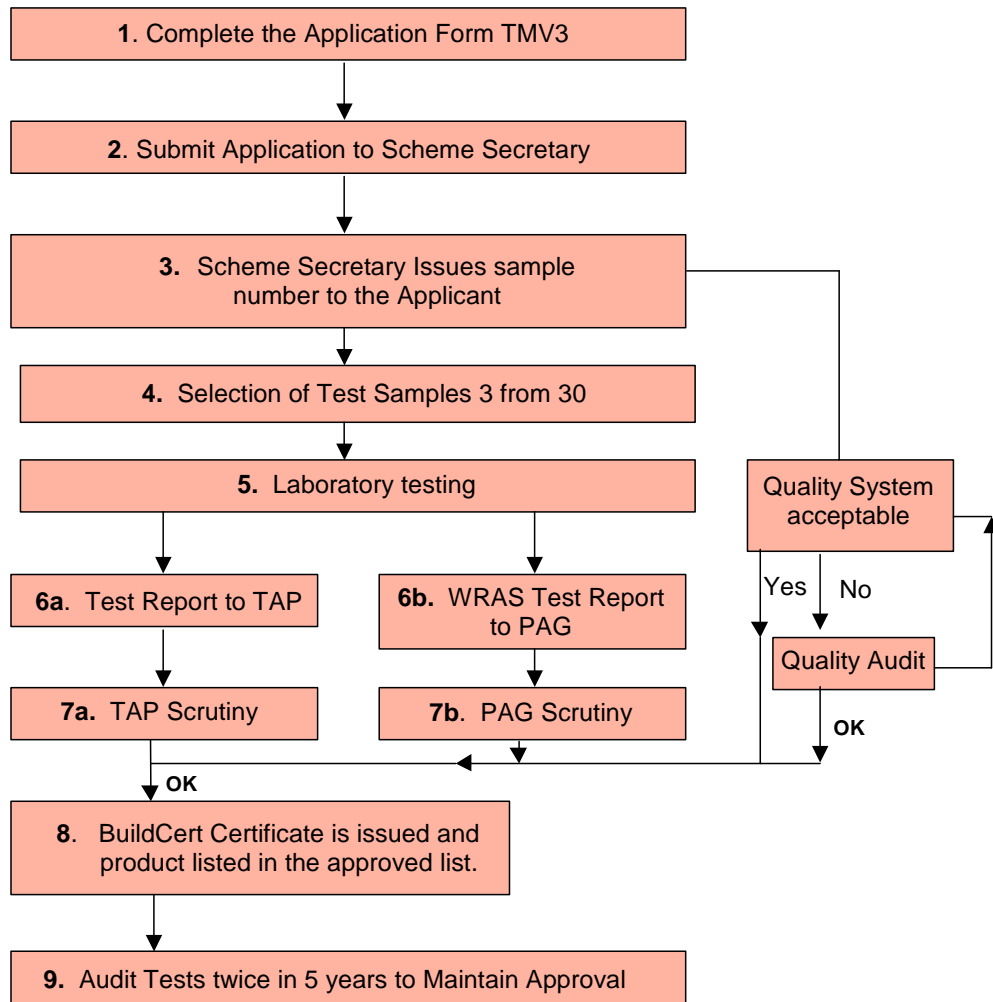 1. Complete the Application Form TMV3
2. Submit Application to Scheme Secretary
3. Scheme Secretary Issues sample
number to the Applicant
4. Selection of Test Samples 3 from 30
5. Laboratory testing
Quality System
acceptable
6a. Test Report to TAP
6b. WRAS Test Report
to PAG
Yes
No
Quality Audit
7a. TAP Scrutiny
7b. PAG Scrutiny
OK
OK
8. BuildCert Certificate is issued and
product listed in the approved list.
9. Audit Tests twice in 5 years to Maintain Approval